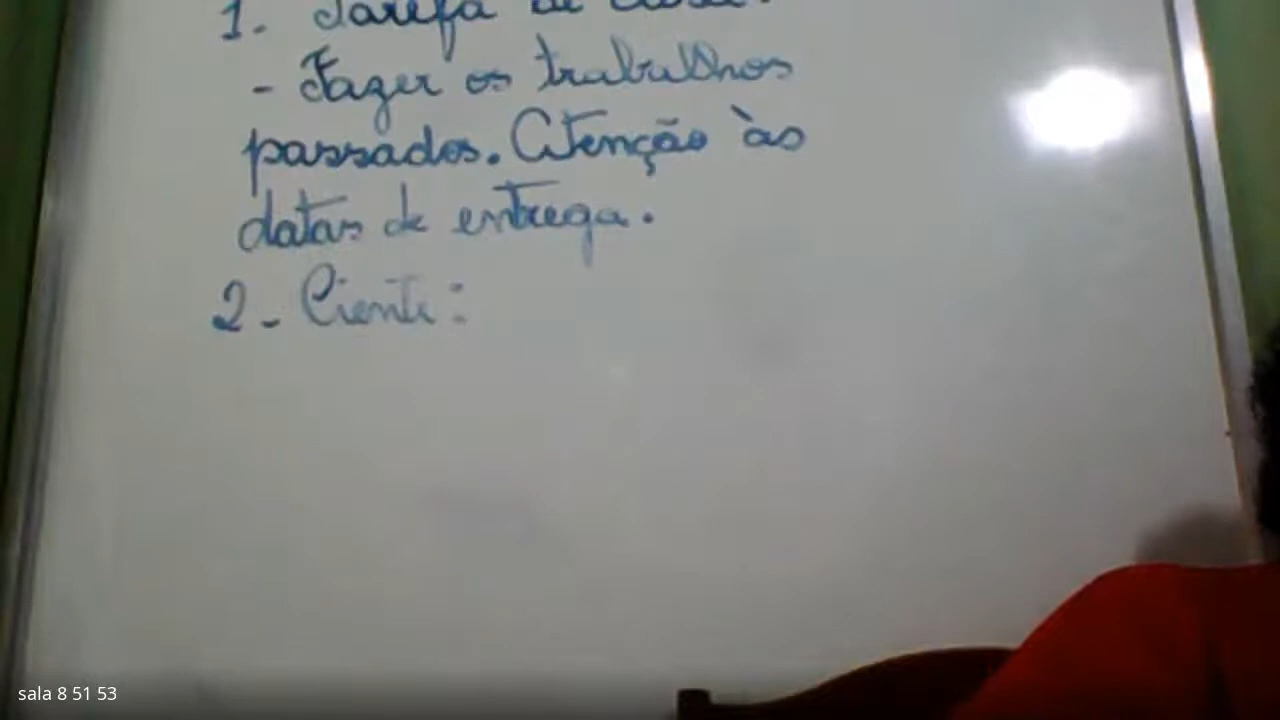 1. Tarefa de casa:
- Fazer os trabalhos
passados. Atenção às
datas de entrega.
2- Ciente:
sala 8 51 53